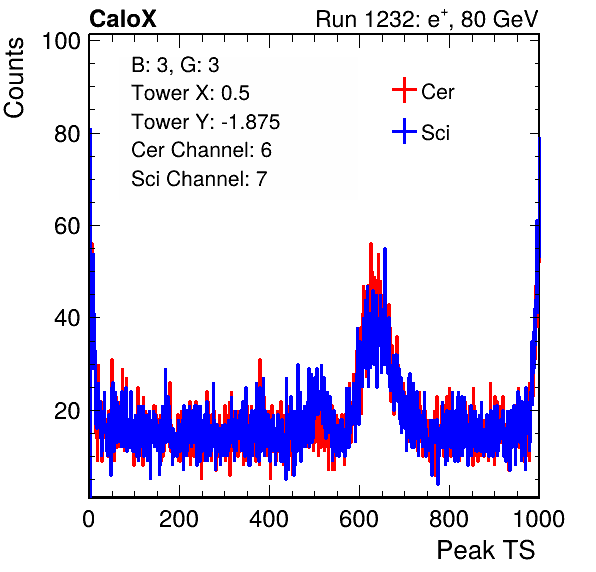 CaloX
Run 1232: e+, 80 GeV
Counts
B: 3, G: 3
Tower X: 0.5
Tower Y: -1.875
Cer Channel: 6
Sci Channel: 7
Cer
Sci
100
80
60
40
20
0 200 400 600 800 1000
Peak TS